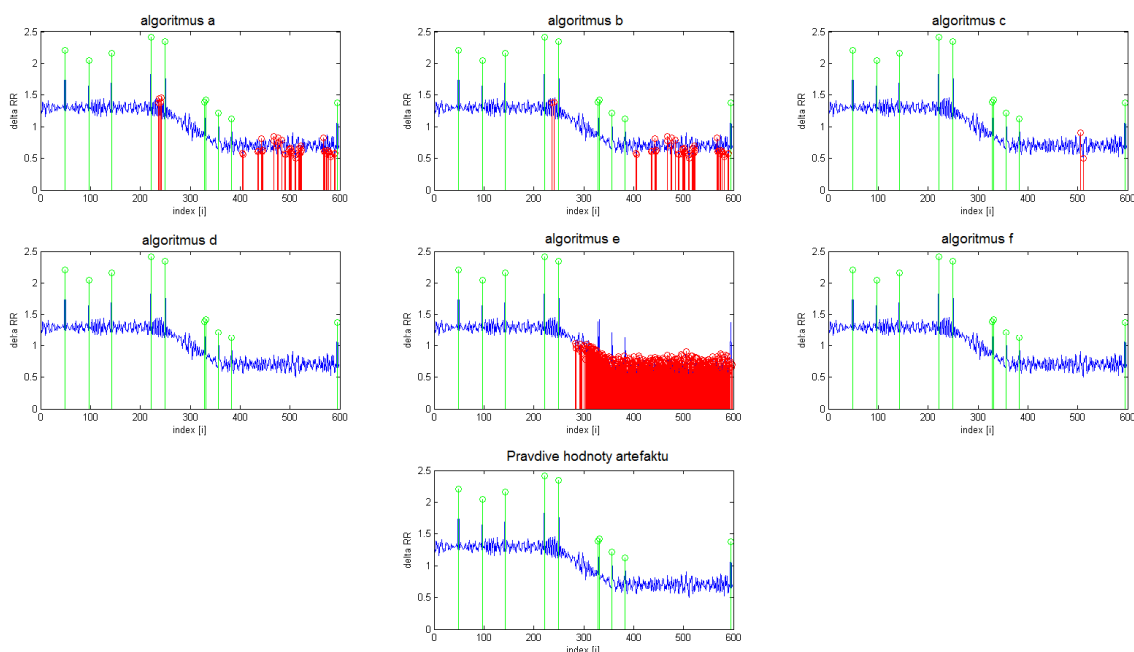 algoritmus a
algoritmus b
algoritmus c
2.5
2
1.5
1
0.5
0
delta RR
0 100 200 300 400 500 600
index [i]
2.5
2
1.5
1
0.5
0
delta RR
0 100 200 300 400 500 600
index [i]
2.5
2
1.5
1
0.5
0
delta RR
0 100 200 300 400 500 600
index [i]
algoritmus d
algoritmus e
algoritmus f
2.5
2
1.5
1
0.5
0
delta RR
0 100 200 300 400 500 600
index [i]
2.5
2
1.5
1
0.5
0
delta RR
0 100 200 300 400 500 600
index [i]
2.5
2
1.5
1
0.5
0
delta RR
0 100 200 300 400 500 600
index [i]
Pravdive hodnoty artefaktu
2.5
2
1.5
1
0.5
0
delta RR
0 100 200 300 400 500 600
index [i]